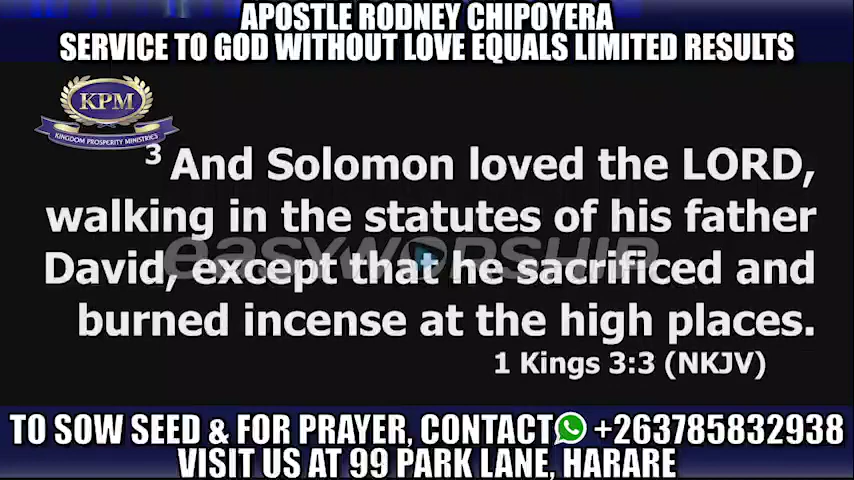 APOSTLE RODNEY CHIPOYERA
SERVICE TO GOD WITHOUT LOVE EQUALS LIMITED RESULTS
KPM
KINGDOM PROSPERITY MINISTRIES
3 And Solomon loved the LORD,
walking in the statutes of his father
David, except that he sacrificed and
burned incense at the high places.
easyworship
1 Kings 3:3 (NKJV)
TO SOW SEED & FOR PRAYER, CONTACT +263785832938
VISIT US AT 99 PARK LANE, HARARE